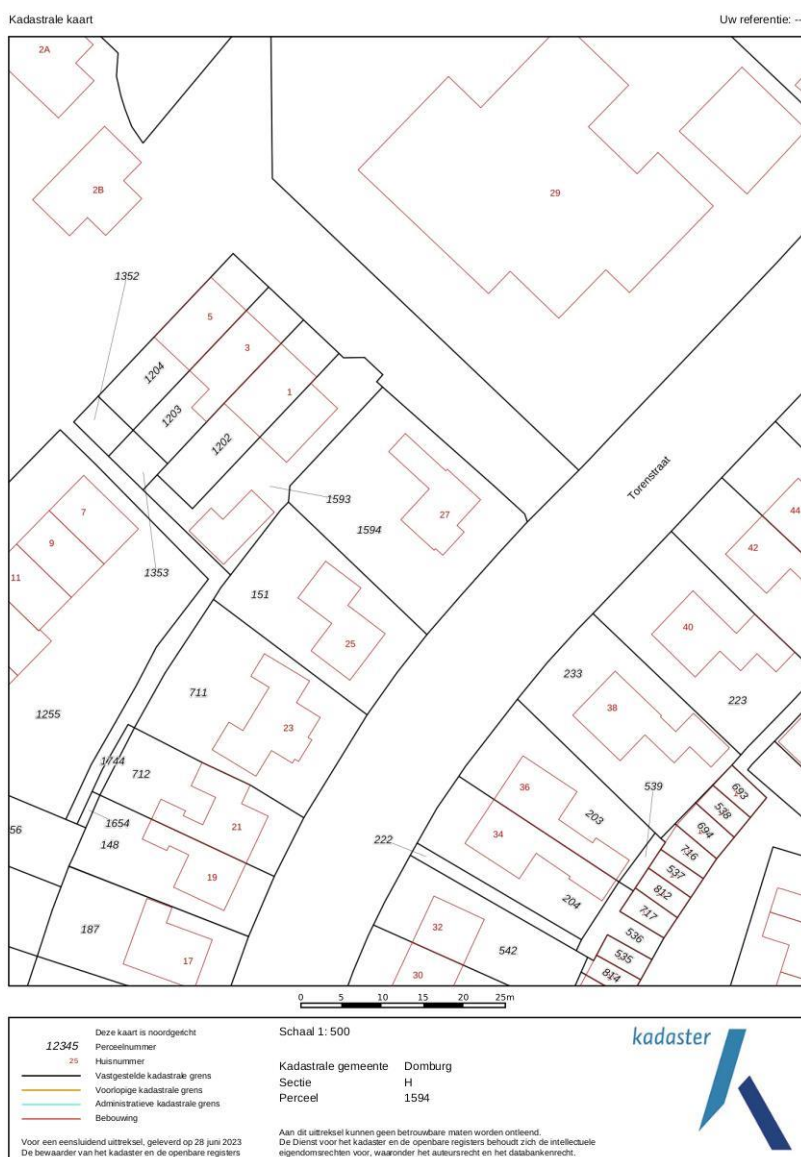 Kadastrale kaart
Uw referentie: --
2A
2B
29
1352
5
3
1
1204
1203
1202
1593
1594
27
Torenstraat
44
42
7
9
11
1353
151
25
40
233
223
38
711
23
1255
1744
712
539
693
538
694
716
537
812
717
536
535
814
36
34
203
204
222
21
19
56
1654
148
187
17
32
30
542
0 5 10 15 20 25m
Deze kaart is noordgericht
12345 Perceelnummer
25 Huisnummer
Vastgestelde kadastrale grens
Voorlopige kadastrale grens
Administratieve kadastrale grens
Bebouwing
Voor een eensluidend uittreksel, geleverd op 28 juni 2023
De bewaarder van het kadaster en de openbare registers
Schaal 1: 500
Kadastrale gemeente Domburg
Sectie H
Perceel 1594
Aan dit uittreksel kunnen geen betrouwbare maten worden ontleend.
De Dienst voor het kadaster en de openbare registers behoudt zich de intellectuele
eigendomsrechten voor, waaronder het auteursrecht en het databankenrecht.
kadaster